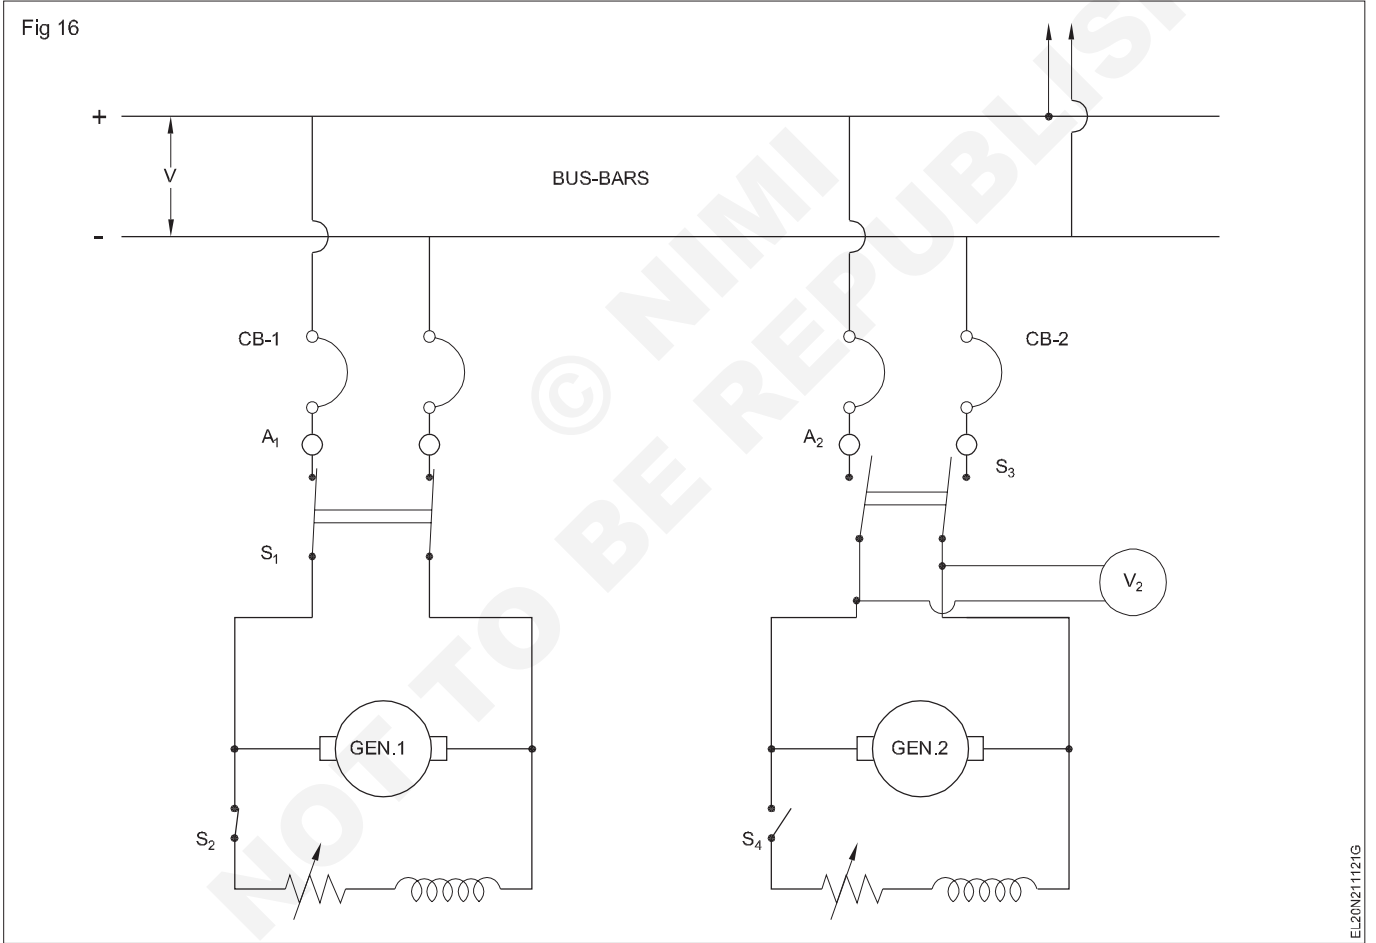 Fig 16
+
V
BUS-BARS
-
CB-1
CB-2
A1
A2
S3
S1
V2
GEN.1
GEN.2
S2
S4
EL20N211121G
© NIMI
NOT TO BE REPUBLISH